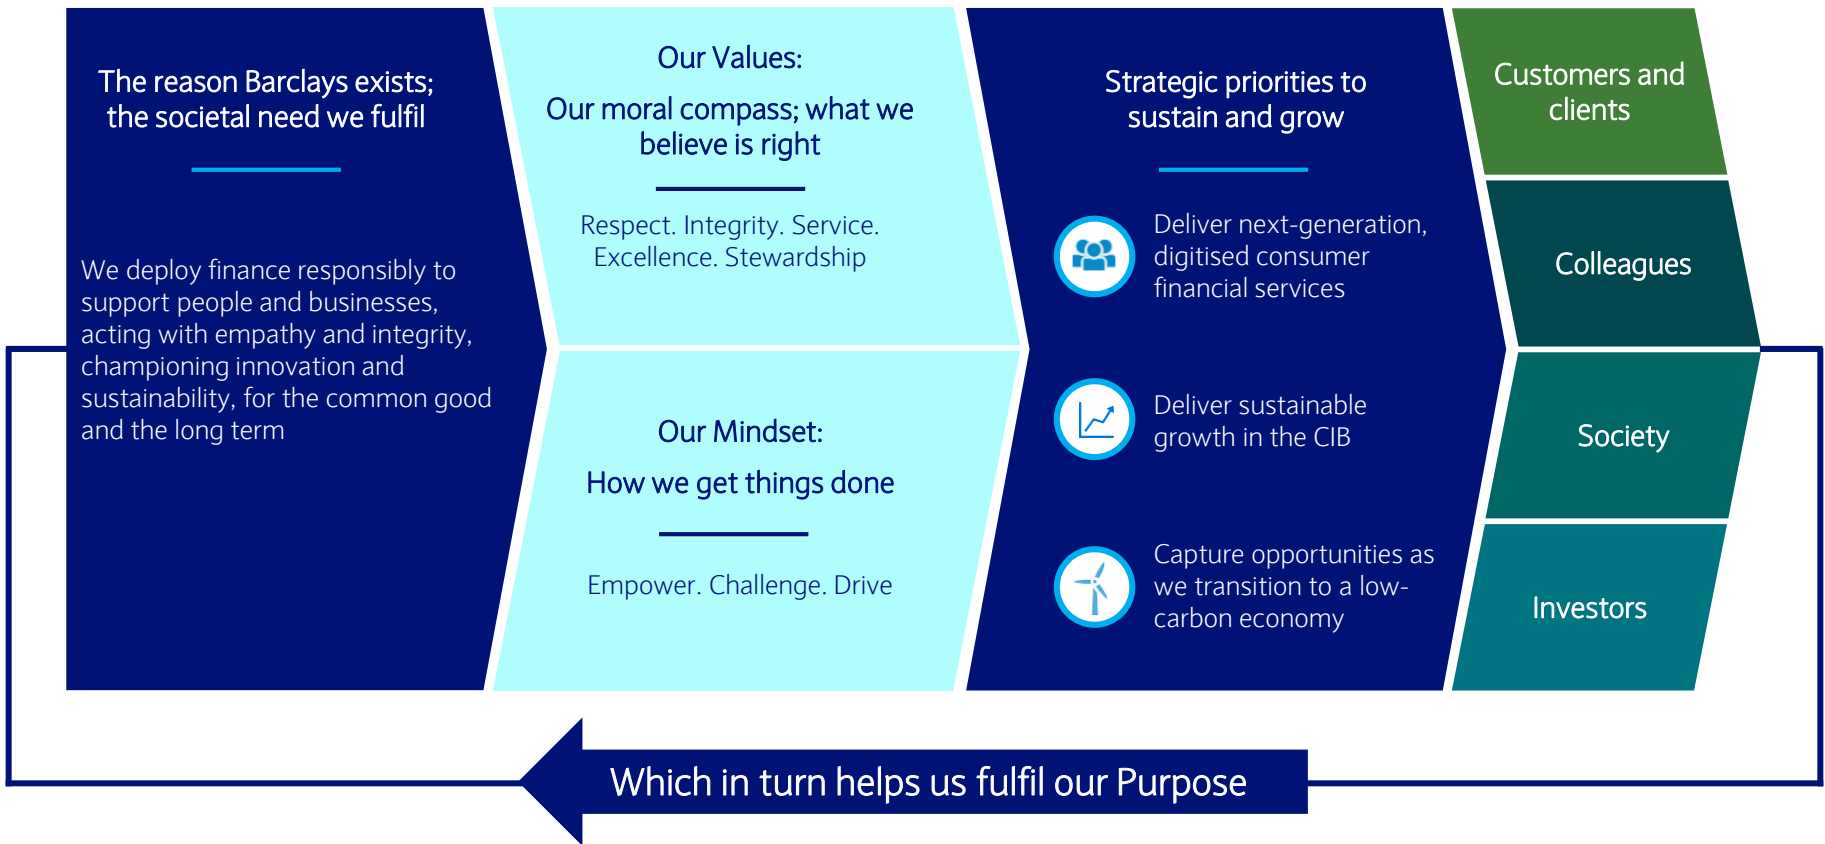 The reason Barclays exists;
the societal need we fulfil
We deploy finance responsibly to
support people and businesses,
acting with empathy and integrity,
championing innovation and
sustainability, for the common good
and the long term
Our Values:
Our moral compass; what we
believe is right
Respect. Integrity. Service.
Excellence. Stewardship
Our Mindset:
How we get things done
Empower. Challenge. Drive
Strategic priorities to
sustain and grow
Deliver next-generation,
digitised consumer
financial services
Deliver sustainable
growth in the CIB
Capture opportunities as
we transition to a low-
carbon economy
Customers and
clients
Colleagues
Society
Investors
Which in turn helps us fulfil our Purpose